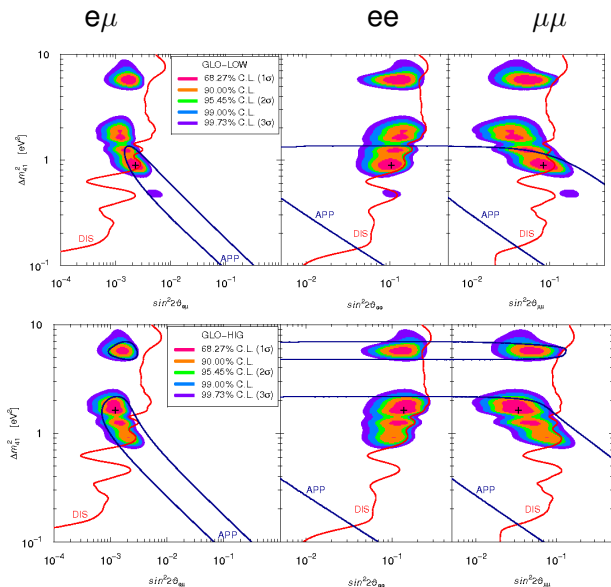 eμ ee μμ
GLO-LOW
68.27% C.L. (1σ)
90.00% C.L.
95.45% C.L. (2σ)
99.00% C.L.
99.73% C.L. (3σ)
10
1
10⁻¹
Δm²₄₁ [eV²]
DIS APP APP DIS APP DIS
10⁻⁴ 10⁻³ 10⁻² 10⁻¹ 10⁻² 10⁻¹ 10⁻² 10⁻¹
sin²2ϑeμ sin²2ϑee sin²2ϑμμ
GLO-HIG
68.27% C.L. (1σ)
90.00% C.L.
95.45% C.L. (2σ)
99.00% C.L.
99.73% C.L. (3σ)
10
1
10⁻¹
Δm²₄₁ [eV²]
DIS APP APP DIS APP DIS
10⁻⁴ 10⁻³ 10⁻² 10⁻¹ 10⁻² 10⁻¹ 10⁻² 10⁻¹
sin²2ϑeμ sin²2ϑee sin²2ϑμμ